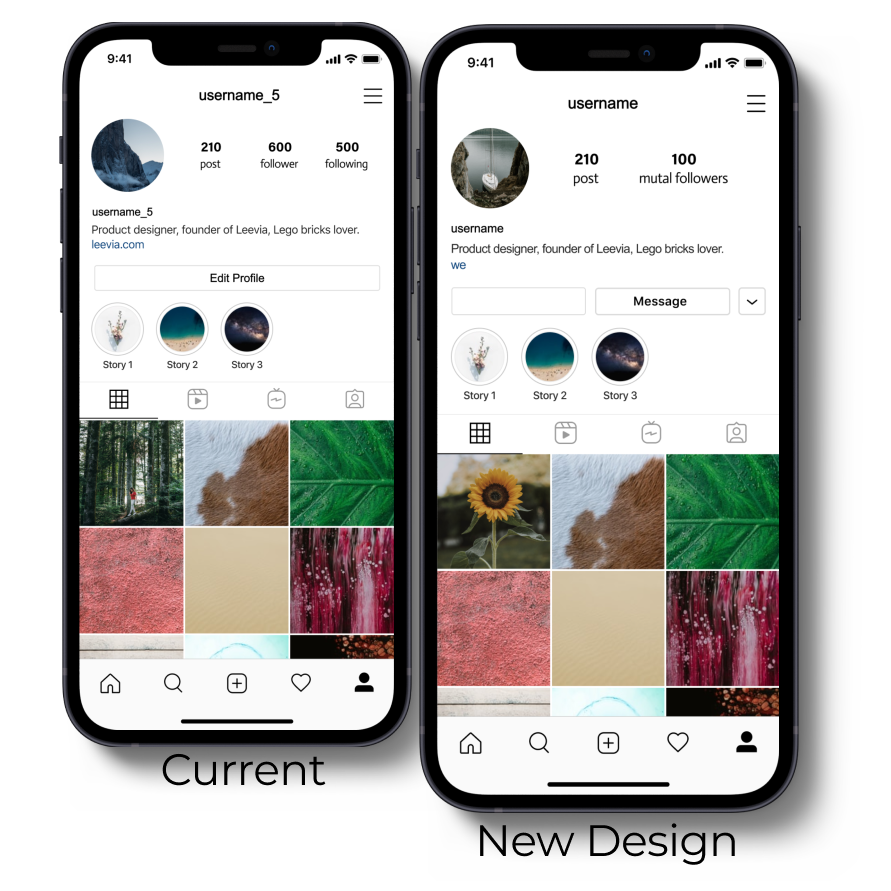 9:41
username_5
210 600 500
post follower following
username_5
Product designer, founder of Leevia, Lego bricks lover.
leevia.com
Edit Profile
Story 1 Story 2 Story 3
Current
9:41
username
210 100
post mutal followers
username
Product designer, founder of Leevia, Lego bricks lover.
we
Message
Story 1 Story 2 Story 3
New Design